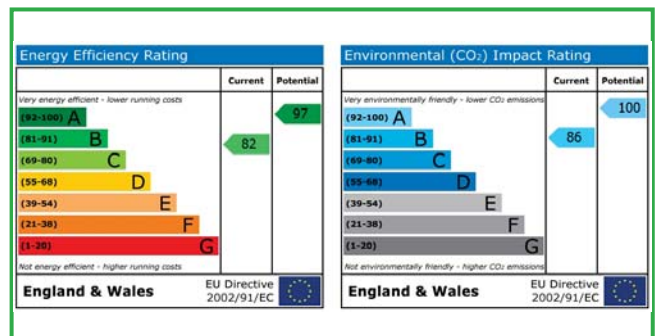 Energy Efficiency Rating
Current Potential
Very energy efficient - lower running costs
(92-100) A
(81-91) B
(69-80) C
(55-68) D
(39-54) E
(21-38) F
(1-20) G
82
97
Not energy efficient - higher running costs
England & Wales
EU Directive
2002/91/EC
Environmental (CO₂) Impact Rating
Current Potential
Very environmentally friendly - lower CO₂ emissions
(92-100) A
(81-91) B
(69-80) C
(55-68) D
(39-54) E
(21-38) F
(1-20) G
86
100
Not environmentally friendly - higher CO₂ emissions
England & Wales
EU Directive
2002/91/EC